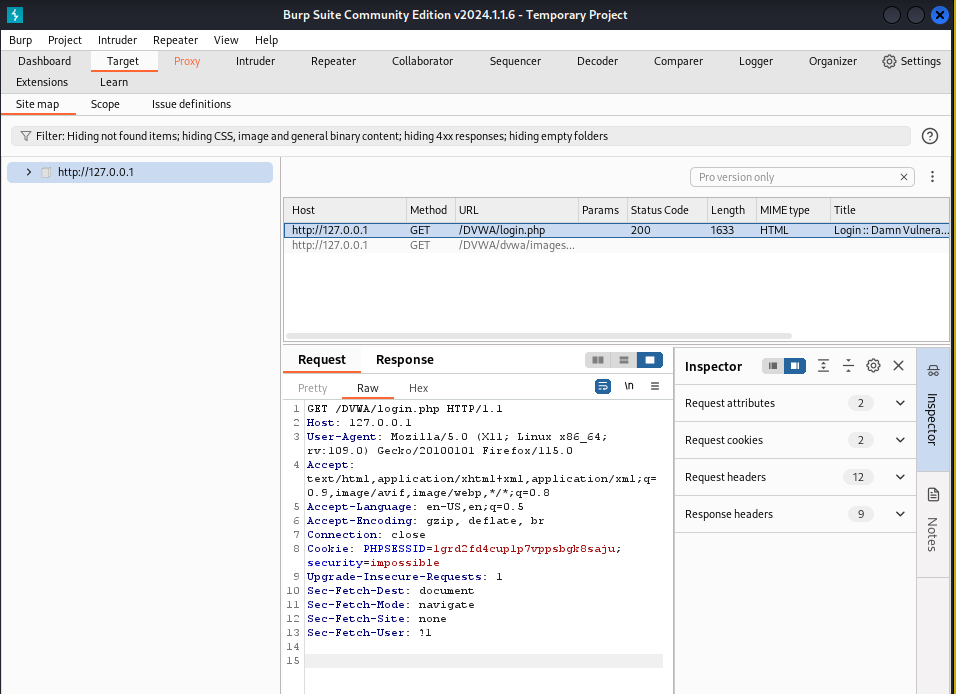 Burp Suite Community Edition v2024.1.1.6 - Temporary Project
Burp Project Intruder Repeater View Help
Dashboard Target Proxy Intruder Repeater Collaborator Sequencer Decoder Comparer Logger Organizer Settings
Extensions Learn
Site map Scope Issue definitions
Filter: Hiding not found items; hiding CSS, image and general binary content; hiding 4xx responses; hiding empty folders
http://127.0.0.1
Pro version only
Host Method URL Params Status Code Length MIME type Title
http://127.0.0.1 GET /DVWA/login.php 200 1633 HTML Login :: Damn Vulnera...
http://127.0.0.1 GET /DVWA/dvwa/images...
Request Response
Pretty Raw Hex \n
1 GET /DVWA/login.php HTTP/1.1
2 Host: 127.0.0.1
3 User-Agent: Mozilla/5.0 (X11; Linux x86_64;
rv:109.0) Gecko/20100101 Firefox/115.0
4 Accept:
text/html,application/xhtml+xml,application/xml;q=
0.9,image/avif,image/webp,*/*;q=0.8
5 Accept-Language: en-US,en;q=0.5
6 Accept-Encoding: gzip, deflate, br
7 Connection: close
8 Cookie: PHPSESSID=lgrd2fd4cuplp7vppsbgk8saju;
security=impossible
9 Upgrade-Insecure-Requests: 1
10 Sec-Fetch-Dest: document
11 Sec-Fetch-Mode: navigate
12 Sec-Fetch-Site: none
13 Sec-Fetch-User: ?1
14
15
Inspector
Request attributes 2
Request cookies 2
Request headers 12
Response headers 9
Inspector
Notes